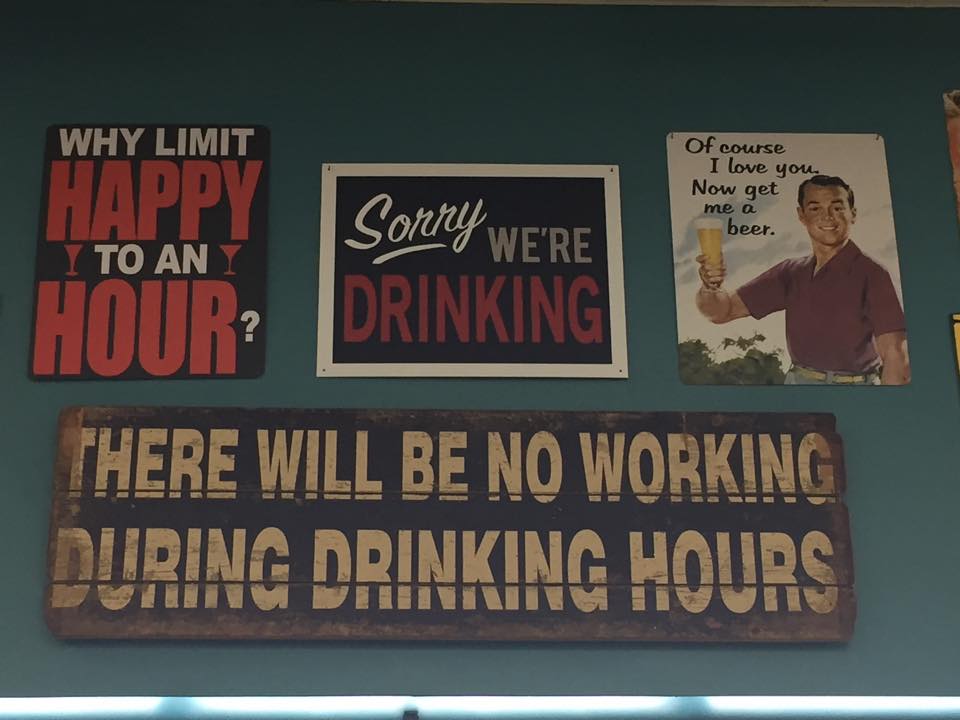 WHY LIMIT
HAPPY
TO AN
HOUR?
Sorry
WE'RE
DRINKING
Of course
I love you.
Now get
me a
beer.
THERE WILL BE NO WORKING
DURING DRINKING HOURS